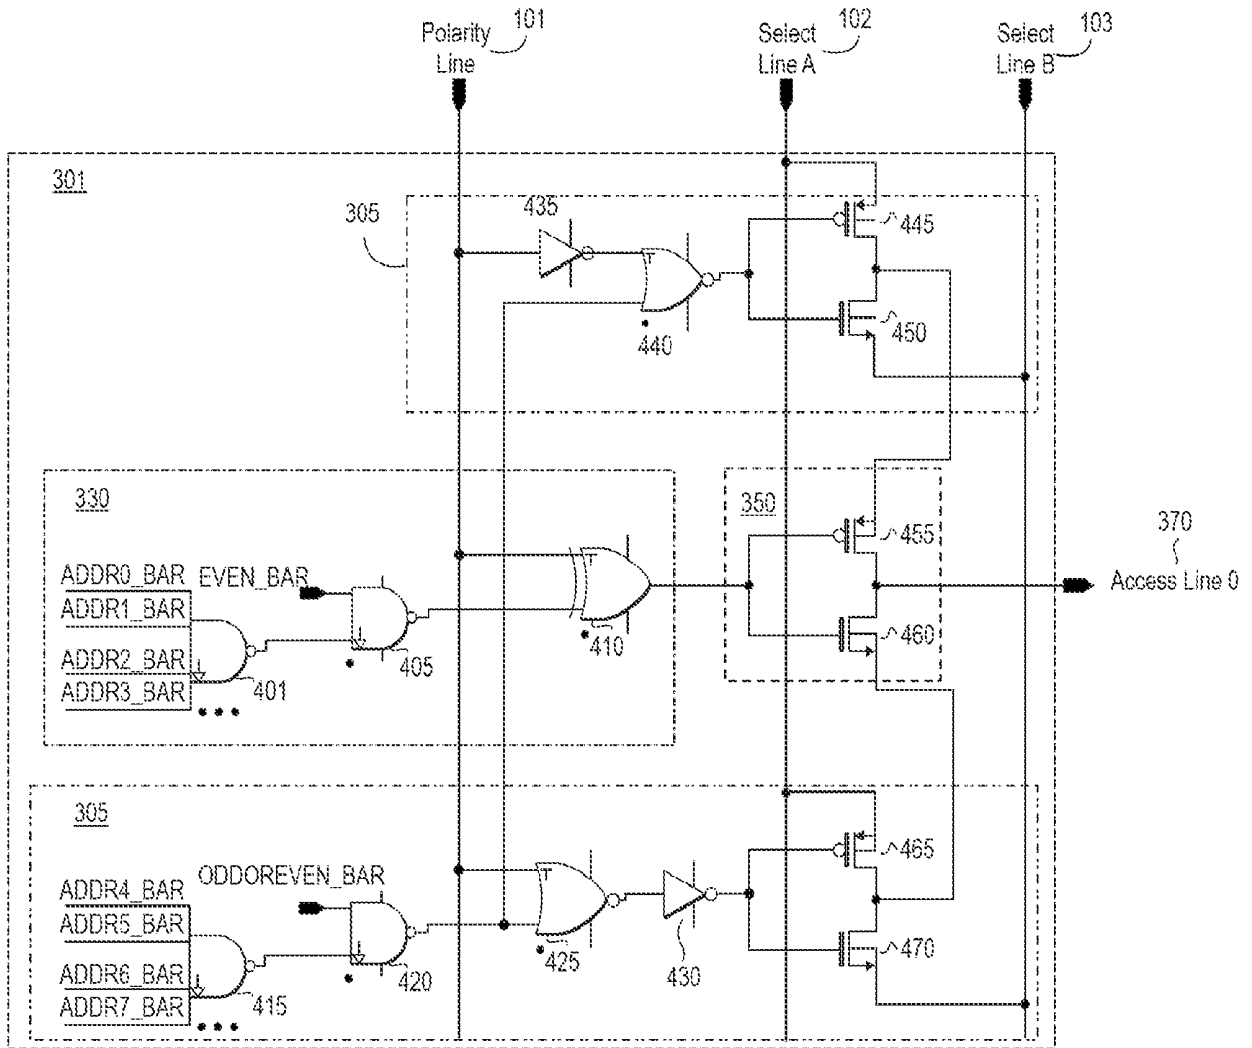 Polarity Line
101
Select Line A
102
Select Line B
103
301
305
435
440
445
450
330
ADDR0_BAR
EVEN_BAR
ADDR1_BAR
ADDR2_BAR
ADDR3_BAR
401
405
410
350
455
460
370
Access Line 0
305
ODDOREVEN_BAR
ADDR4_BAR
ADDR5_BAR
ADDR6_BAR
ADDR7_BAR
415
420
425
430
465
470